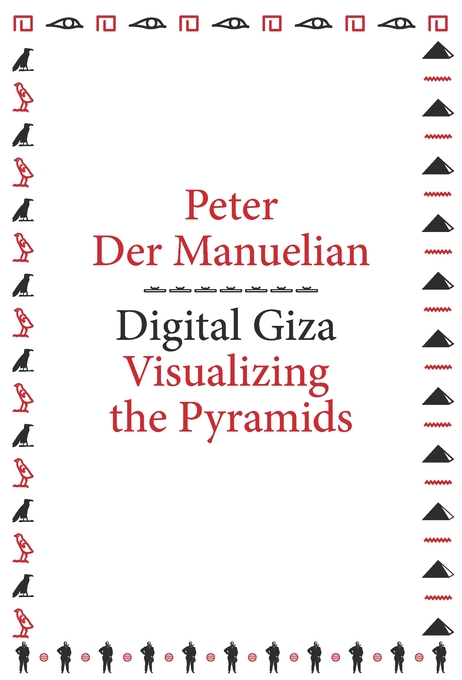 Peter
Der Manuelian
Digital Giza
Visualizing
the Pyramids